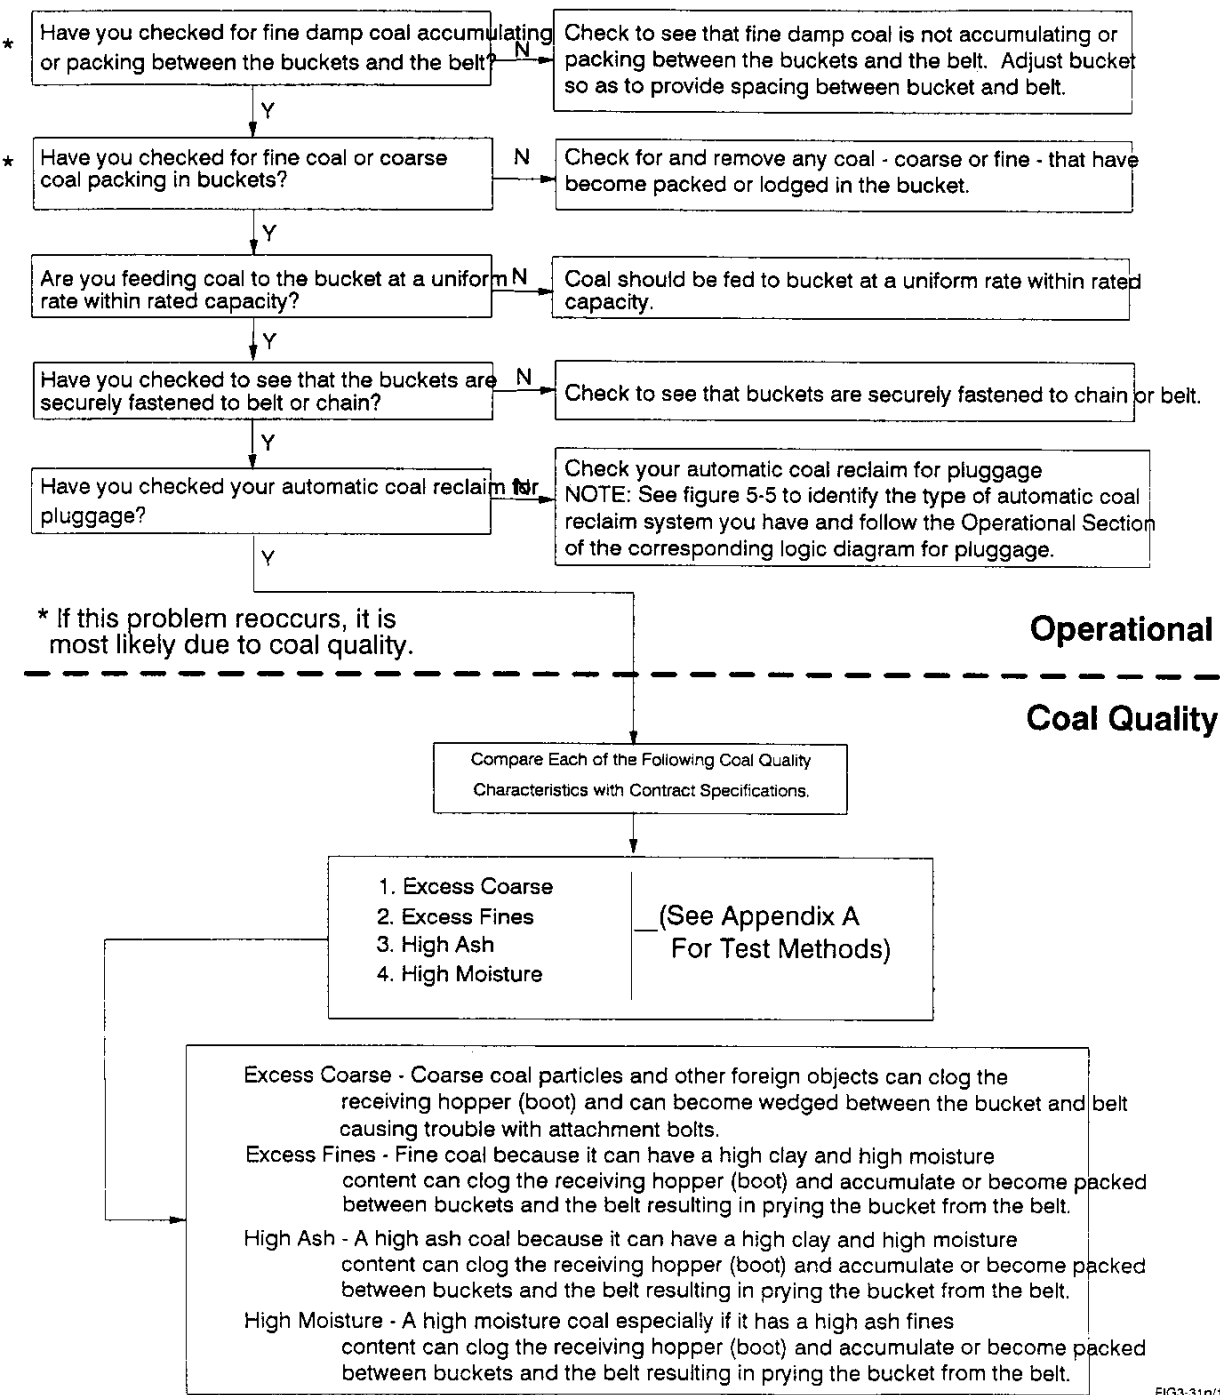 * Have you checked for fine damp coal accumulating
or packing between the buckets and the belt?
N
Check to see that fine damp coal is not accumulating or
packing between the buckets and the belt. Adjust bucket
so as to provide spacing between bucket and belt.
Y
* Have you checked for fine coal or coarse
coal packing in buckets?
N
Check for and remove any coal - coarse or fine - that have
become packed or lodged in the bucket.
Y
Are you feeding coal to the bucket at a uniform
rate within rated capacity?
N
Coal should be fed to bucket at a uniform rate within rated
capacity.
Y
Have you checked to see that the buckets are
securely fastened to belt or chain?
N
Check to see that buckets are securely fastened to chain or belt.
Y
Have you checked your automatic coal reclaim for
pluggage?
N
Check your automatic coal reclaim for pluggage
NOTE: See figure 5-5 to identify the type of automatic coal
reclaim system you have and follow the Operational Section
of the corresponding logic diagram for pluggage.
Y
* If this problem reoccurs, it is
most likely due to coal quality.
Operational
Coal Quality
Compare Each of the Following Coal Quality
Characteristics with Contract Specifications.
1. Excess Coarse
2. Excess Fines
3. High Ash
4. High Moisture
(See Appendix A
For Test Methods)
Excess Coarse - Coarse coal particles and other foreign objects can clog the
receiving hopper (boot) and can become wedged between the bucket and belt
causing trouble with attachment bolts.
Excess Fines - Fine coal because it can have a high clay and high moisture
content can clog the receiving hopper (boot) and accumulate or become packed
between buckets and the belt resulting in prying the bucket from the belt.
High Ash - A high ash coal because it can have a high clay and high moisture
content can clog the receiving hopper (boot) and accumulate or become packed
between buckets and the belt resulting in prying the bucket from the belt.
High Moisture - A high moisture coal especially if it has a high ash fines
content can clog the receiving hopper (boot) and accumulate or become packed
between buckets and the belt resulting in prying the bucket from the belt.